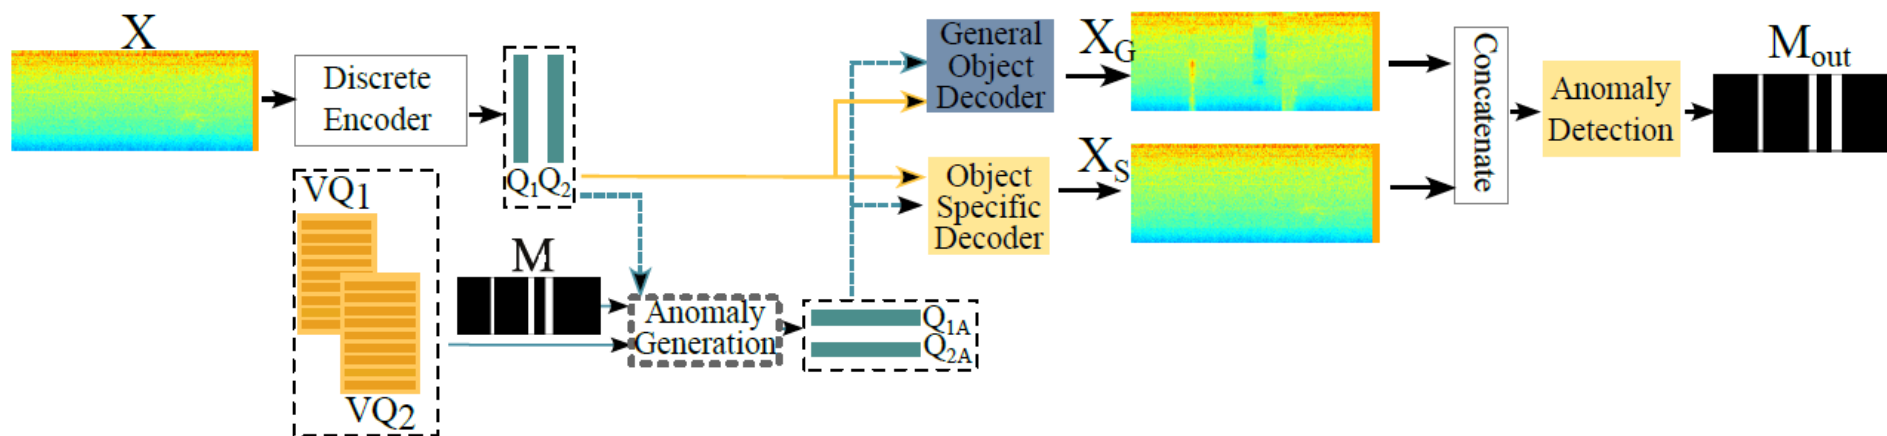 X
Discrete
Encoder
Q1Q2
VQ1
VQ2
M
Anomaly
Generation
Q1A
Q2A
General
Object
Decoder
Object
Specific
Decoder
XG
XS
Concatenate
Anomaly
Detection
Mout